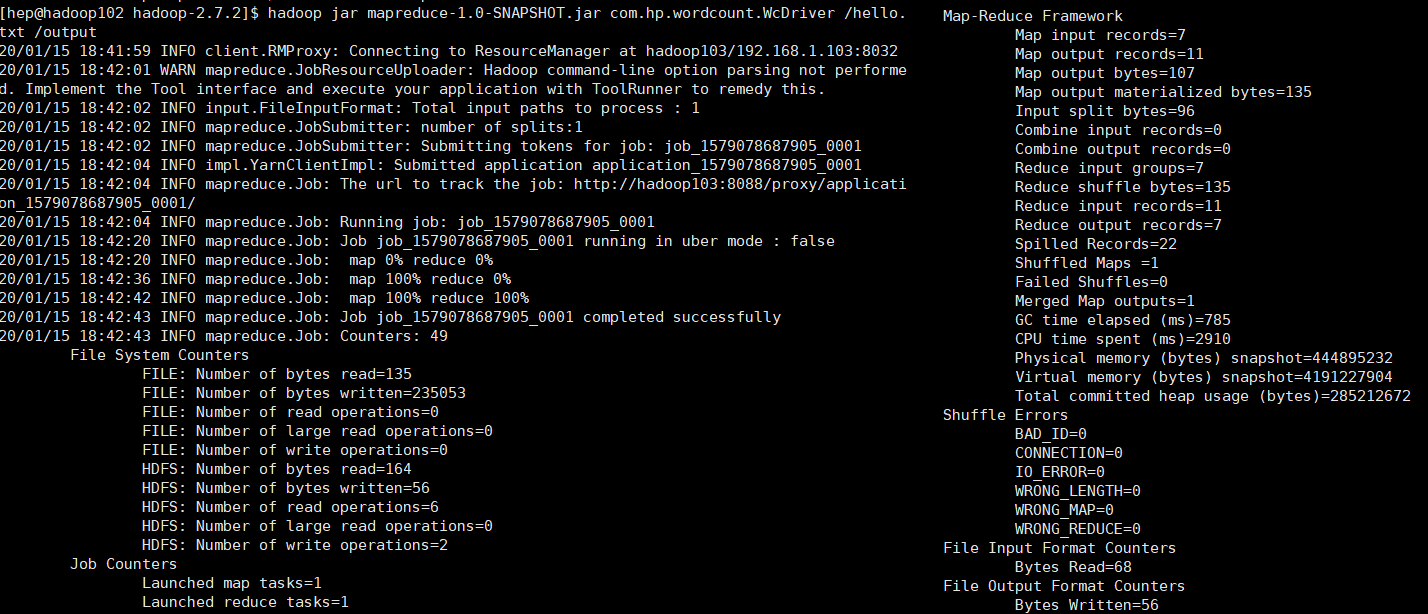 [hep@hadoop102 hadoop-2.7.2]$ hadoop jar mapreduce-1.0-SNAPSHOT.jar com.hp.wordcount.WcDriver /hello.
txt /output
20/01/15 18:41:59 INFO client.RMProxy: Connecting to ResourceManager at hadoop103/192.168.1.103:8032
20/01/15 18:42:01 WARN mapreduce.JobResourceUploader: Hadoop command-line option parsing not performe
d. Implement the Tool interface and execute your application with ToolRunner to remedy this.
20/01/15 18:42:02 INFO input.FileInputFormat: Total input paths to process : 1
20/01/15 18:42:02 INFO mapreduce.JobSubmitter: number of splits:1
20/01/15 18:42:02 INFO mapreduce.JobSubmitter: Submitting tokens for job: job_1579078687905_0001
20/01/15 18:42:04 INFO impl.YarnClientImpl: Submitted application application_1579078687905_0001
20/01/15 18:42:04 INFO mapreduce.Job: The url to track the job: http://hadoop103:8088/proxy/applicati
on_1579078687905_0001/
20/01/15 18:42:04 INFO mapreduce.Job: Running job: job_1579078687905_0001
20/01/15 18:42:20 INFO mapreduce.Job: Job job_1579078687905_0001 running in uber mode : false
20/01/15 18:42:20 INFO mapreduce.Job:  map 0% reduce 0%
20/01/15 18:42:36 INFO mapreduce.Job:  map 100% reduce 0%
20/01/15 18:42:42 INFO mapreduce.Job:  map 100% reduce 100%
20/01/15 18:42:43 INFO mapreduce.Job: Job job_1579078687905_0001 completed successfully
20/01/15 18:42:43 INFO mapreduce.Job: Counters: 49
File System Counters
FILE: Number of bytes read=135
FILE: Number of bytes written=235053
FILE: Number of read operations=0
FILE: Number of large read operations=0
FILE: Number of write operations=0
HDFS: Number of bytes read=164
HDFS: Number of bytes written=56
HDFS: Number of read operations=6
HDFS: Number of large read operations=0
HDFS: Number of write operations=2
Job Counters
Launched map tasks=1
Launched reduce tasks=1
Map-Reduce Framework
Map input records=7
Map output records=11
Map output bytes=107
Map output materialized bytes=135
Input split bytes=96
Combine input records=0
Combine output records=0
Reduce input groups=7
Reduce shuffle bytes=135
Reduce input records=11
Reduce output records=7
Spilled Records=22
Shuffled Maps =1
Failed Shuffles=0
Merged Map outputs=1
GC time elapsed (ms)=785
CPU time spent (ms)=2910
Physical memory (bytes) snapshot=444895232
Virtual memory (bytes) snapshot=4191227904
Total committed heap usage (bytes)=285212672
Shuffle Errors
BAD_ID=0
CONNECTION=0
IO_ERROR=0
WRONG_LENGTH=0
WRONG_MAP=0
WRONG_REDUCE=0
File Input Format Counters
Bytes Read=68
File Output Format Counters
Bytes Written=56